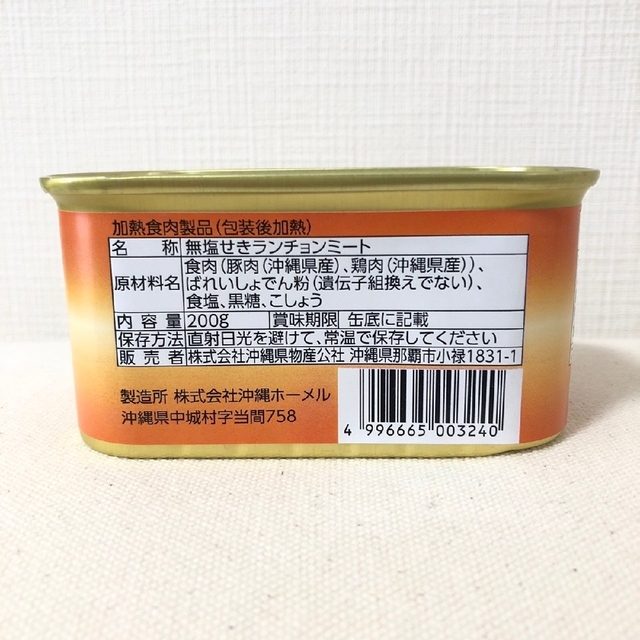 加熱食肉製品(包装後加熱)
名 称 無塩せきランチョンミート
原材料名 食肉(豚肉(沖縄県産)、鶏肉(沖縄県産))、
ばれいしょでん粉(遺伝子組換えでない)、
食塩、黒糖、こしょう
内 容 量 200g 賞味期限 缶底に記載
保存方法 直射日光を避けて、常温で保存してください
販 売 者 株式会社沖縄県物産公社 沖縄県那覇市小禄1831-1
製造所 株式会社沖縄ホーメル
沖縄県中城村字当間758
4 996665 003240